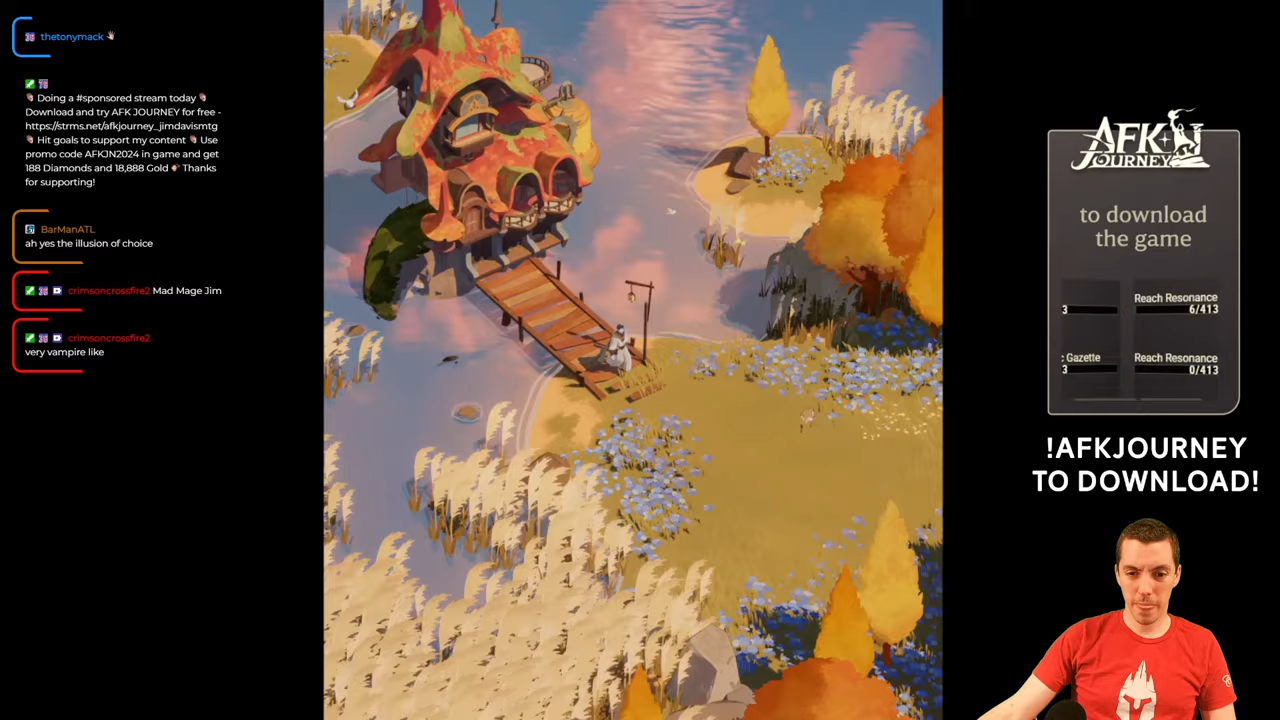 thetonymack
Doing a #sponsored stream today
Download and try AFK JOURNEY for free -
https://strms.net/afkjourney_jimdavismtg
Hit goals to support my content Use
promo code AFKJN2024 in game and get
188 Diamonds and 18,888 Gold Thanks
for supporting!
BarManATL
ah yes the illusion of choice
crimsoncrossfire2 Mad Mage Jim
crimsoncrossfire2
very vampire like
AFK
JOURNEY
to download
the game
3
Reach Resonance
6/413
: Gazette
3
Reach Resonance
0/413
!AFKJOURNEY
TO DOWNLOAD!